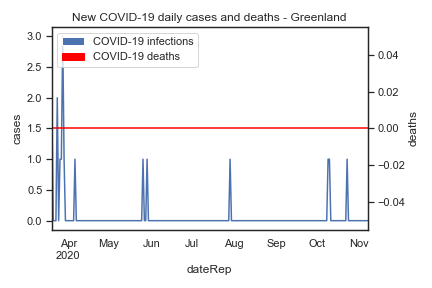 New COVID-19 daily cases and deaths - Greenland
COVID-19 infections
COVID-19 deaths
3.0
2.5
2.0
1.5
1.0
0.5
0.0
cases
0.04
0.02
0.00
−0.02
−0.04
deaths
Apr May Jun Jul Aug Sep Oct Nov
2020
dateRep